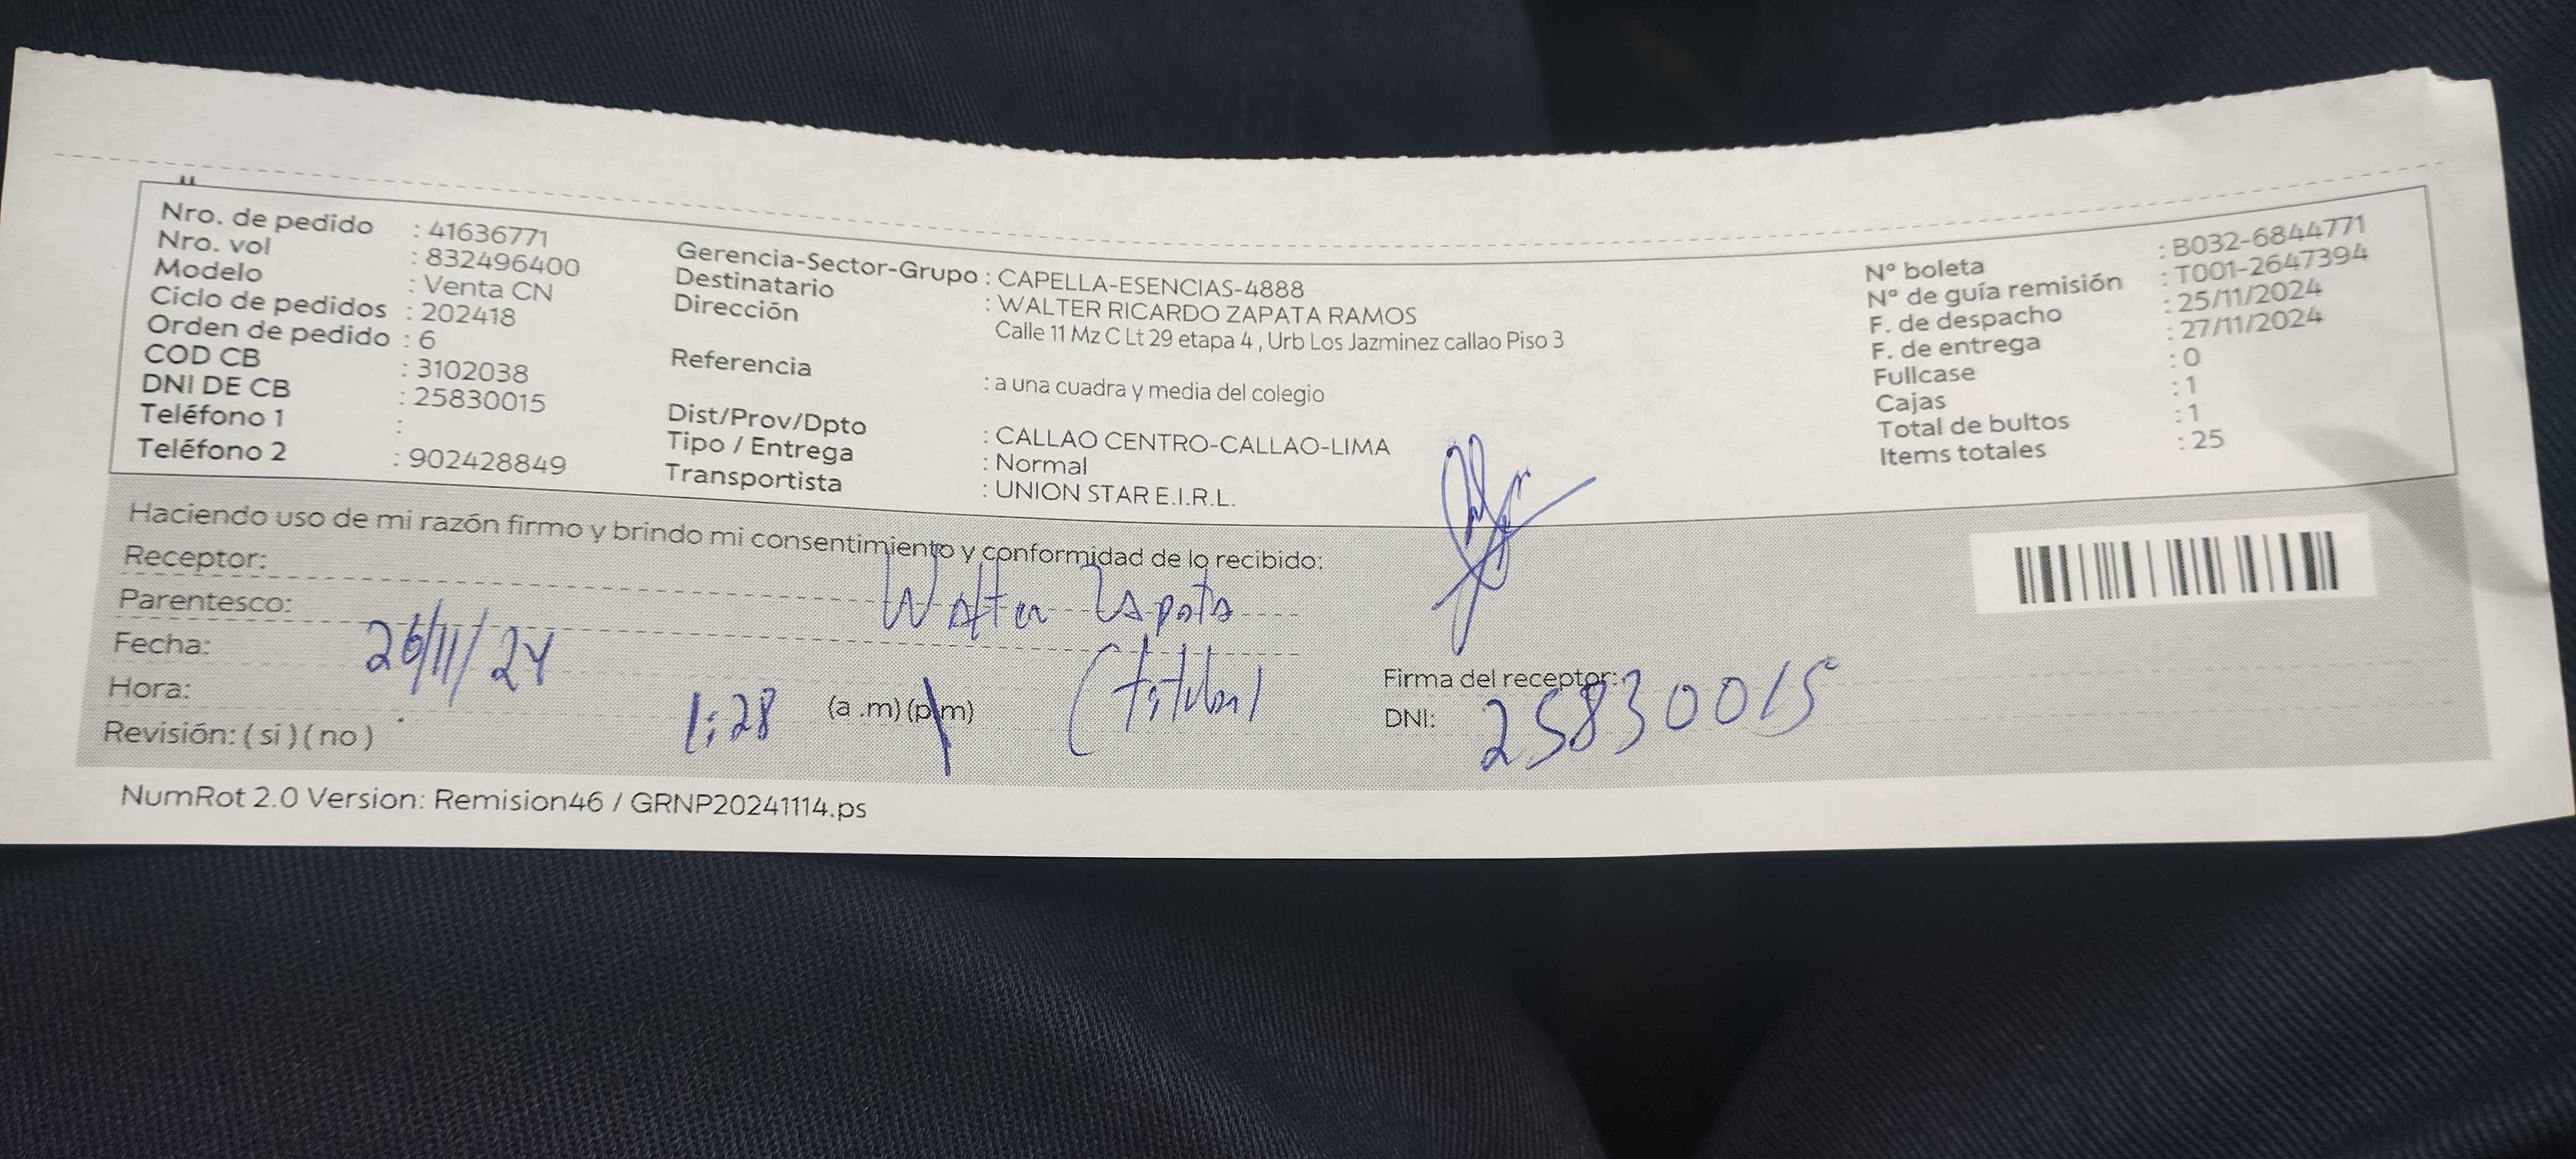 Nro. de pedido : 41636771
Nro. vol : 832496400
Modelo : Venta CN
Ciclo de pedidos : 202418
Orden de pedido : 6
COD CB : 3102038
DNI DE CB : 25830015
Teléfono 1 :
Teléfono 2 : 902428849
Gerencia-Sector-Grupo : CAPELLA-ESENCIAS-4888
Destinatario : WALTER RICARDO ZAPATA RAMOS
Dirección : Calle 11 Mz C Lt 29 etapa 4 , Urb Los Jazminez callao Piso 3
Referencia : a una cuadra y media del colegio
Dist/Prov/Dpto : CALLAO CENTRO-CALLAO-LIMA
Tipo / Entrega : Normal
Transportista : UNION STAR E.I.R.L.
N° boleta : B032-6844771
N° de guía remisión : T001-2647394
F. de despacho : 25/11/2024
F. de entrega : 27/11/2024
Fullcase : 0
Cajas : 1
Total de bultos : 1
Items totales : 25
Haciendo uso de mi razón firmo y brindo mi consentimiento y conformidad de lo recibido:
Receptor: Walter Zapata
Parentesco:
Fecha: 26/11/24
Hora: 1:28 (a .m) (p.m)
Revisión: ( si ) ( no )
Firma del receptor:
DNI: 25830015
NumRot 2.0 Version: Remision46 / GRNP20241114.ps